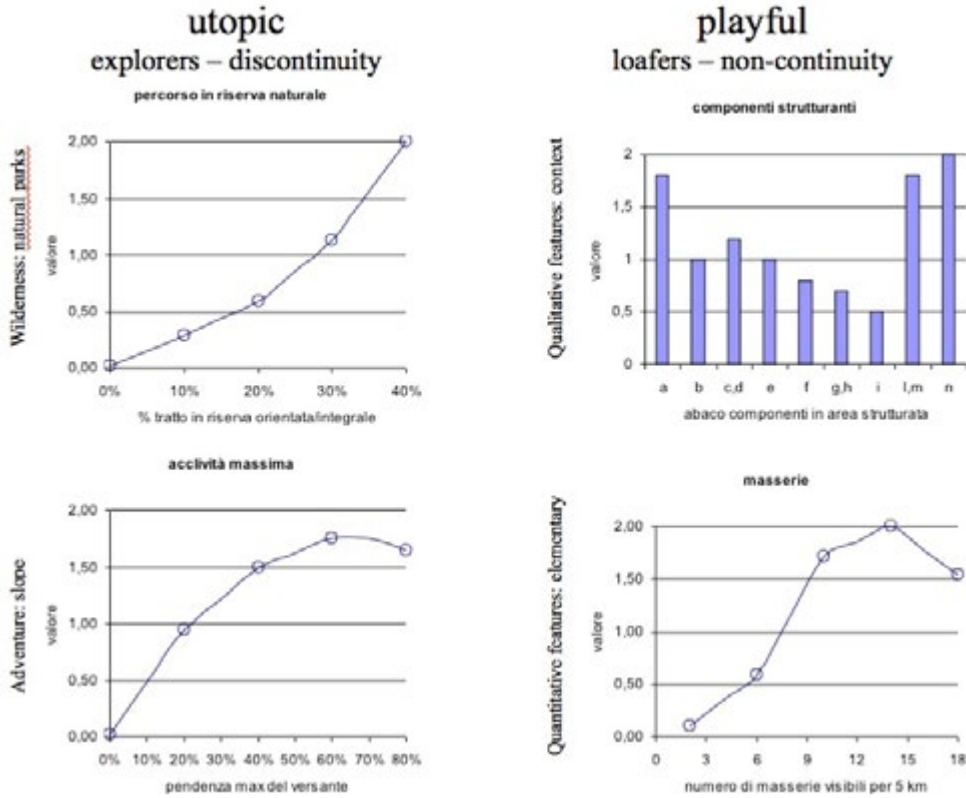 utopic
explorers – discontinuity
percorso in riserva naturale
Wilderness: natural parks
valore
2,00
1,50
1,00
0,50
0,00
0% 10% 20% 30% 40%
% tratto in riserva orientata/integrale
acclività massima
Adventure: slope
valore
2,00
1,50
1,00
0,50
0,00
0% 10% 20% 30% 40% 50% 60% 70% 80%
pendenza max del versante
playful
loafers – non-continuity
componenti strutturanti
Qualitative features: context
valore
2
1,5
1
0,5
0
a b c,d e f g,h i l,m n
abaco componenti in area strutturata
masserie
Quantitative features: elementary
valore
2,00
1,50
1,00
0,50
0,00
0 3 6 9 12 15 18
numero di masserie visibili per 5 km